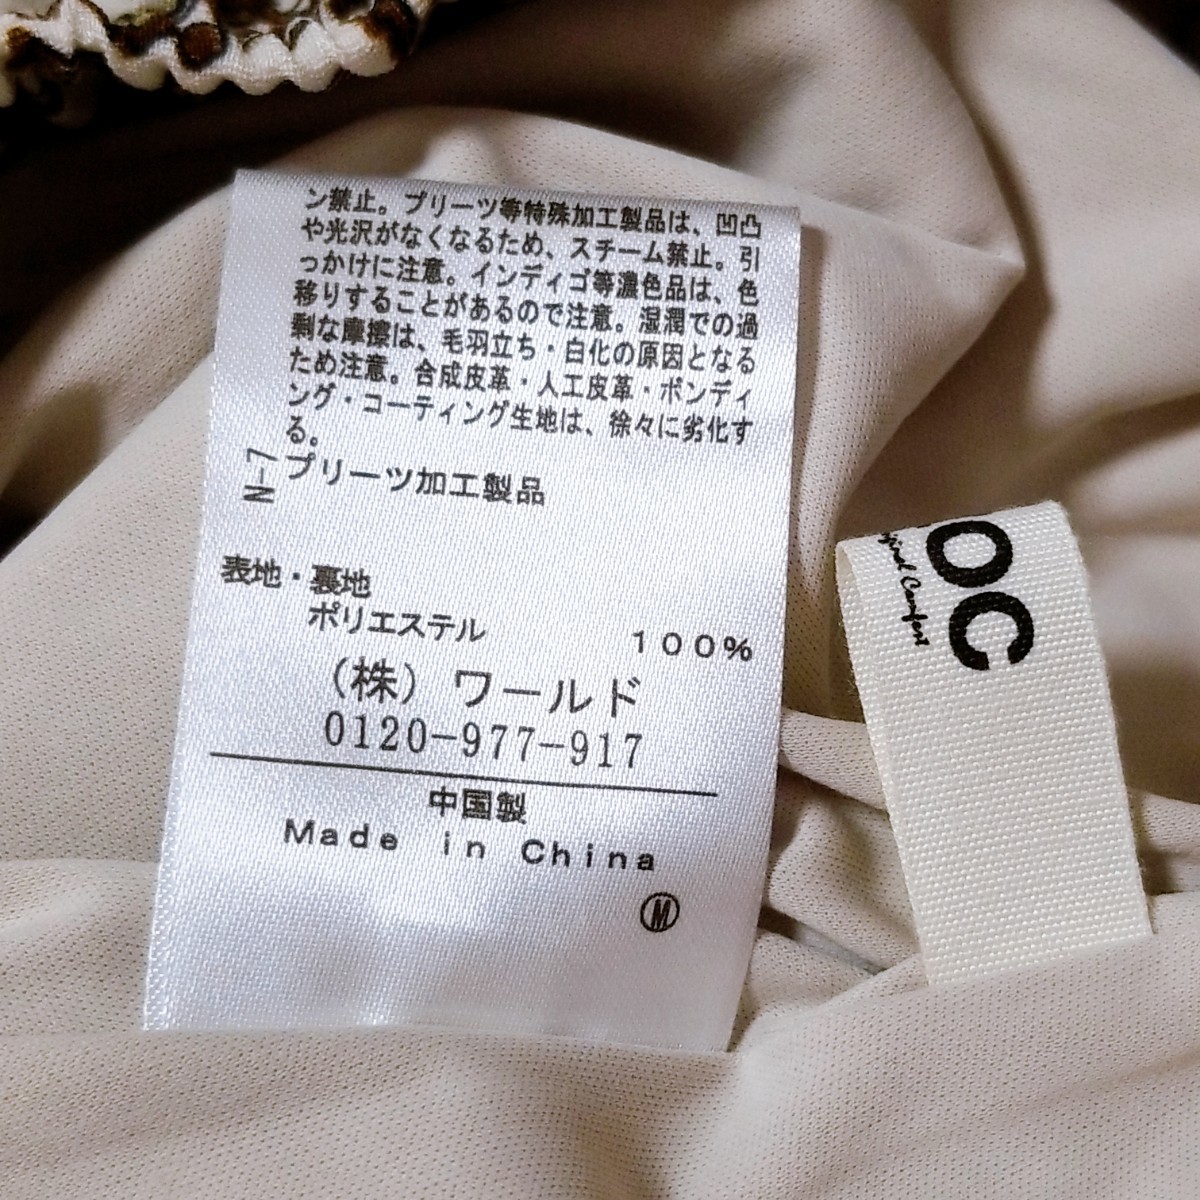 ン禁止。プリーツ等特殊加工製品は、凹凸
や光沢がなくなるため、スチーム禁止。引
っかけに注意。インディゴ等濃色品は、色
移りすることがあるので注意。湿潤での過
剰な摩擦は、毛羽立ち・白化の原因となる
ため注意。合成皮革・人工皮革・ボンディ
ング・コーティング生地は、徐々に劣化す
る。
N-7
プリーツ加工製品
表地・裏地
ポリエステル 100%
(株) ワールド
0120-977-917
中国製
Made in China
Ⓜ
OC
Comfort